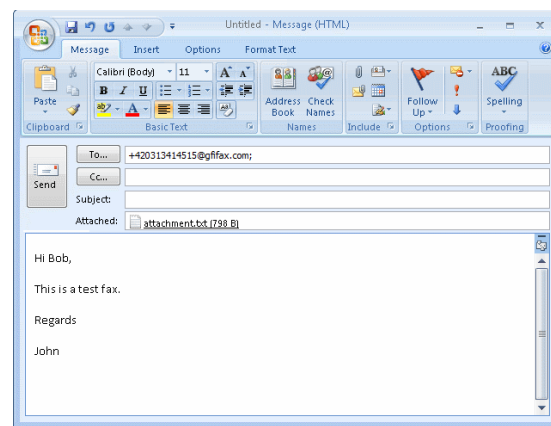 Untitled - Message (HTML)
Message Insert Options Format Text
Calibri (Body) 11 A A
B I U
ab A
Paste
Address Book
Check Names
Follow Up
ABC
Spelling
Clipboard Basic Text Names Include Options Proofing
Send
To... +420313414515@gfifax.com;
Cc...
Subject:
Attached: attachment.txt (798 B)
Hi Bob,
This is a test fax.
Regards
John